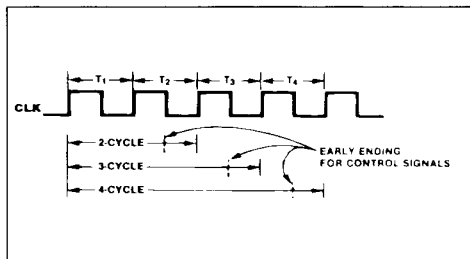 T1 T2 T3 T4
CLK
2-CYCLE
3-CYCLE
4-CYCLE
EARLY ENDING
FOR CONTROL SIGNALS